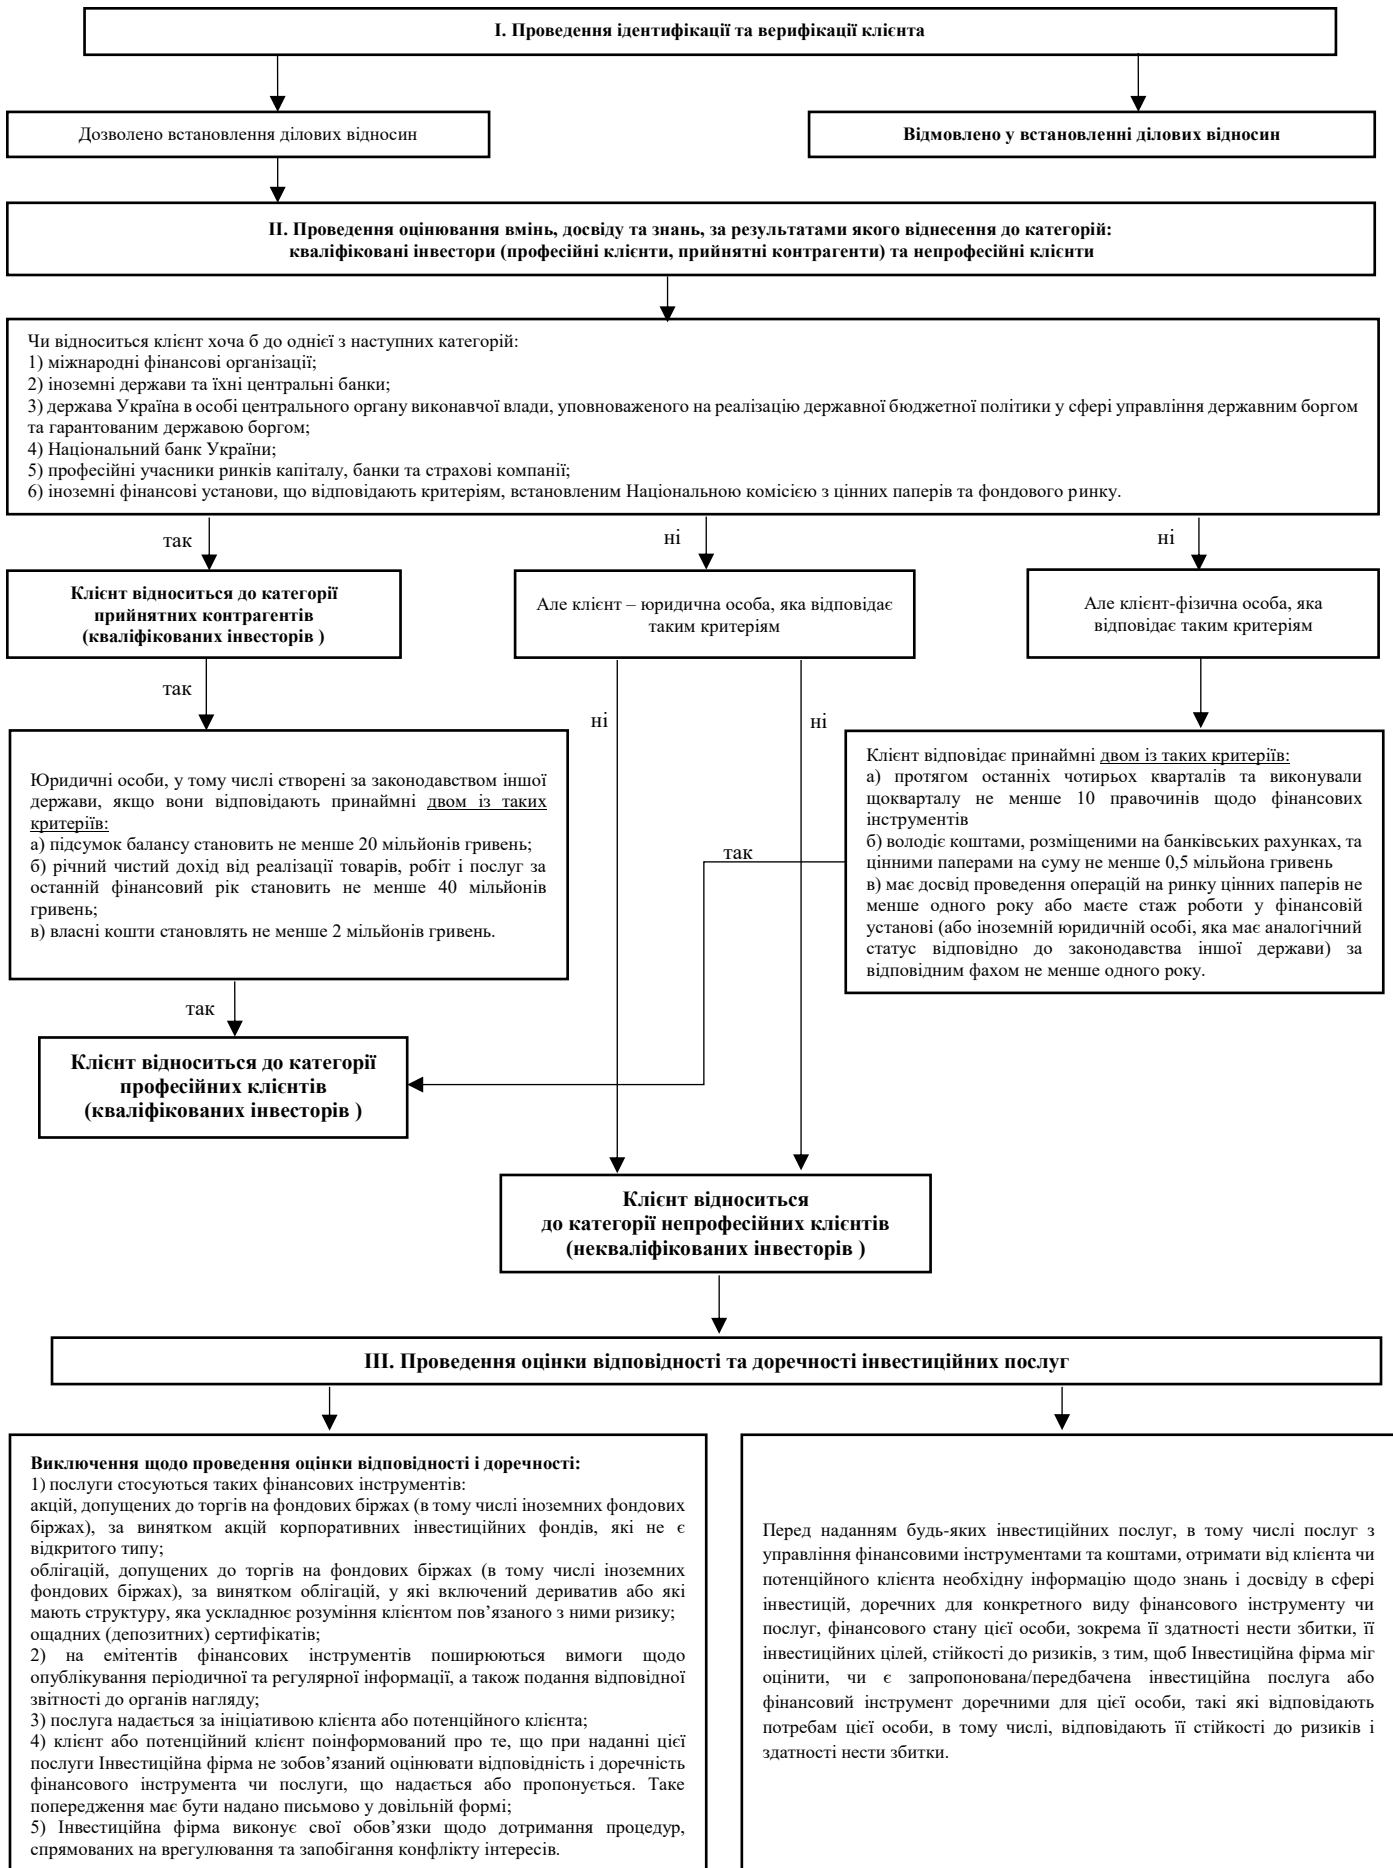 І. Проведення ідентифікації та верифікації клієнта
Дозволено встановлення ділових відносин
Відмовлено у встановленні ділових відносин
ІІ. Проведення оцінювання вмінь, досвіду та знань, за результатами якого віднесення до категорій:
кваліфіковані інвестори (професійні клієнти, прийнятні контрагенти) та непрофесійні клієнти
Чи відноситься клієнт хоча б до однієї з наступних категорій:
1) міжнародні фінансові організації;
2) іноземні держави та їхні центральні банки;
3) держава Україна в особі центрального органу виконавчої влади, уповноваженого на реалізацію державної бюджетної політики у сфері управління державним боргом
та гарантованим державою боргом;
4) Національний банк України;
5) професійні учасники ринків капіталу, банки та страхові компанії;
6) іноземні фінансові установи, що відповідають критеріям, встановленим Національною комісією з цінних паперів та фондового ринку.
так
ні
ні
Клієнт відноситься до категорії
прийнятних контрагентів
(кваліфікованих інвесторів )
Але клієнт – юридична особа, яка відповідає
таким критеріям
Але клієнт-фізична особа, яка
відповідає таким критеріям
так
ні
ні
Юридичні особи, у тому числі створені за законодавством іншої
держави, якщо вони відповідають принаймні двом із таких
критеріїв:
а) підсумок балансу становить не менше 20 мільйонів гривень;
б) річний чистий дохід від реалізації товарів, робіт і послуг за
останній фінансовий рік становить не менше 40 мільйонів
гривень;
в) власні кошти становлять не менше 2 мільйонів гривень.
так
Клієнт відповідає принаймні двом із таких критеріїв:
а) протягом останніх чотирьох кварталів та виконували
щокварталу не менше 10 правочинів щодо фінансових
інструментів
б) володіє коштами, розміщеними на банківських рахунках, та
цінними паперами на суму не менше 0,5 мільйона гривень
в) має досвід проведення операцій на ринку цінних паперів не
менше одного року або маєте стаж роботи у фінансовій
установі (або іноземній юридичній особі, яка має аналогічний
статус відповідно до законодавства іншої держави) за
відповідним фахом не менше одного року.
так
Клієнт відноситься до категорії
професійних клієнтів
(кваліфікованих інвесторів )
Клієнт відноситься
до категорії непрофесійних клієнтів
(некваліфікованих інвесторів )
ІІІ. Проведення оцінки відповідності та доречності інвестиційних послуг
Виключення щодо проведення оцінки відповідності і доречності:
1) послуги стосуються таких фінансових інструментів:
акцій, допущених до торгів на фондових біржах (в тому числі іноземних фондових
біржах), за винятком акцій корпоративних інвестиційних фондів, які не є
відкритого типу;
облігацій, допущених до торгів на фондових біржах (в тому числі іноземних
фондових біржах), за винятком облігацій, у які включений дериватив або які
мають структуру, яка ускладнює розуміння клієнтом пов’язаного з ними ризику;
ощадних (депозитних) сертифікатів;
2) на емітентів фінансових інструментів поширюються вимоги щодо
опублікування періодичної та регулярної інформації, а також подання відповідної
звітності до органів нагляду;
3) послуга надається за ініціативою клієнта або потенційного клієнта;
4) клієнт або потенційний клієнт поінформований про те, що при наданні цієї
послуги Інвестиційна фірма не зобов’язаний оцінювати відповідність і доречність
фінансового інструмента чи послуги, що надається або пропонується. Таке
попередження має бути надано письмово у довільній формі;
5) Інвестиційна фірма виконує свої обов’язки щодо дотримання процедур,
спрямованих на врегулювання та запобігання конфлікту інтересів.
Перед наданням будь-яких інвестиційних послуг, в тому числі послуг з
управління фінансовими інструментами та коштами, отримати від клієнта чи
потенційного клієнта необхідну інформацію щодо знань і досвіду в сфері
інвестицій, доречних для конкретного виду фінансового інструменту чи
послуг, фінансового стану цієї особи, зокрема її здатності нести збитки, її
інвестиційних цілей, стійкості до ризиків, з тим, щоб Інвестиційна фірма міг
оцінити, чи є запропонована/передбачена інвестиційна послуга або
фінансовий інструмент доречними для цієї особи, такі які відповідають
потребам цієї особи, в тому числі, відповідають її стійкості до ризиків і
здатності нести збитки.